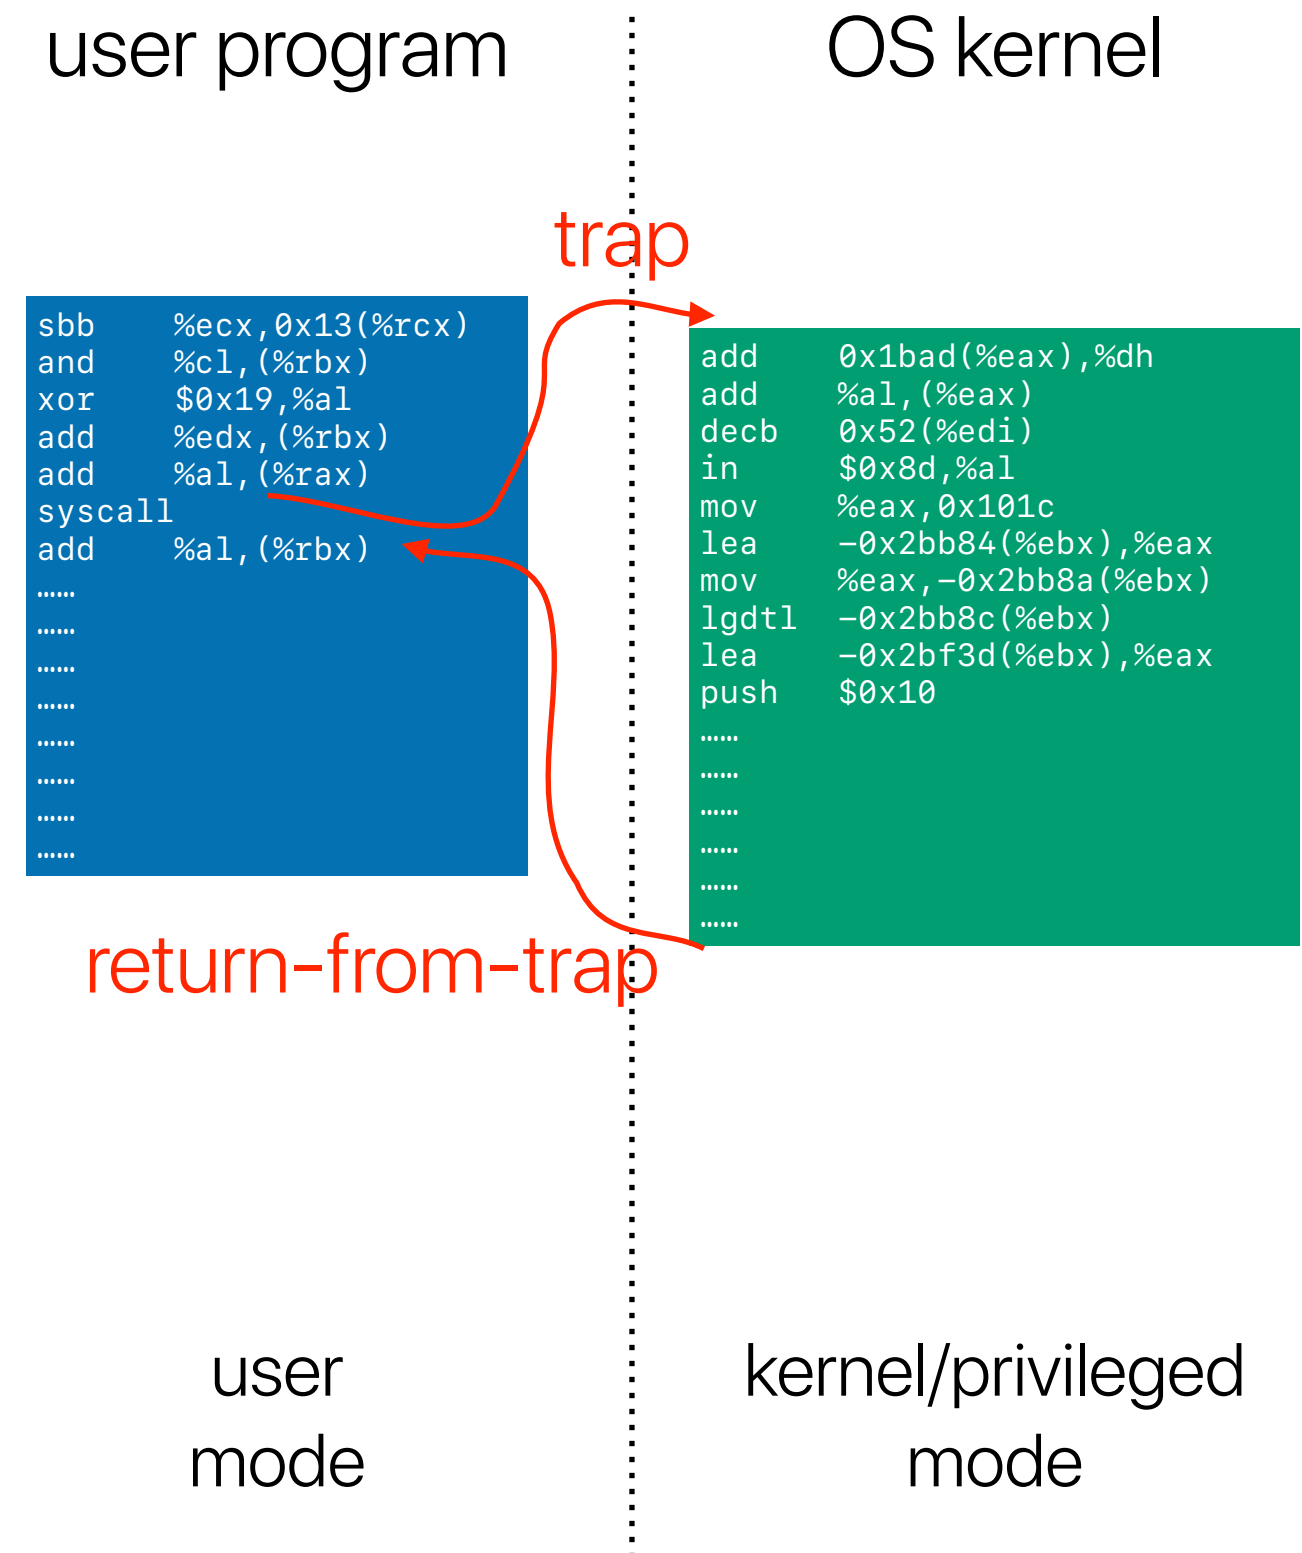 user program
OS kernel
trap
sbb %ecx,0x13(%rcx)
and %cl,(%rbx)
xor $0x19,%al
add %edx,(%rbx)
add %al,(%rax)
syscall
add %al,(%rbx)
……
……
……
……
……
……
……
……
add 0x1bad(%eax),%dh
add %al,(%eax)
decb 0x52(%edi)
in $0x8d,%al
mov %eax,0x101c
lea -0x2bb84(%ebx),%eax
mov %eax,-0x2bb8a(%ebx)
lgdtl -0x2bb8c(%ebx)
lea -0x2bf3d(%ebx),%eax
push $0x10
……
……
……
……
……
……
return-from-trap
user
mode
kernel/privileged
mode